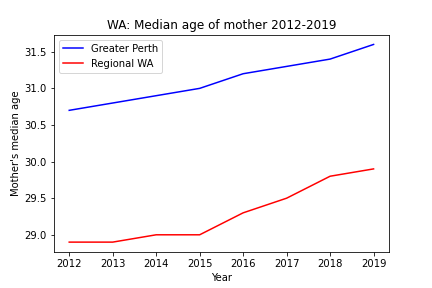 WA: Median age of mother 2012-2019
Greater Perth
Regional WA
Mother's median age
31.5
31.0
30.5
30.0
29.5
29.0
2012 2013 2014 2015 2016 2017 2018 2019
Year